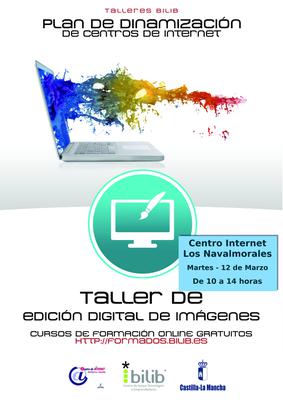 TALLERES BILIB
PLAN DE DINAMIZACIÓN
DE CENTROS DE INTERNET
Centro Internet
Los Navalmorales
Martes - 12 de Marzo
De 10 a 14 horas
TALLER DE
EDICIÓN DIGITAL DE IMÁGENES
CURSOS DE FORMACIÓN ONLINE GRATUITOS
HTTP://FORMADOS.BILIB.ES
bilib
Castilla-La Mancha